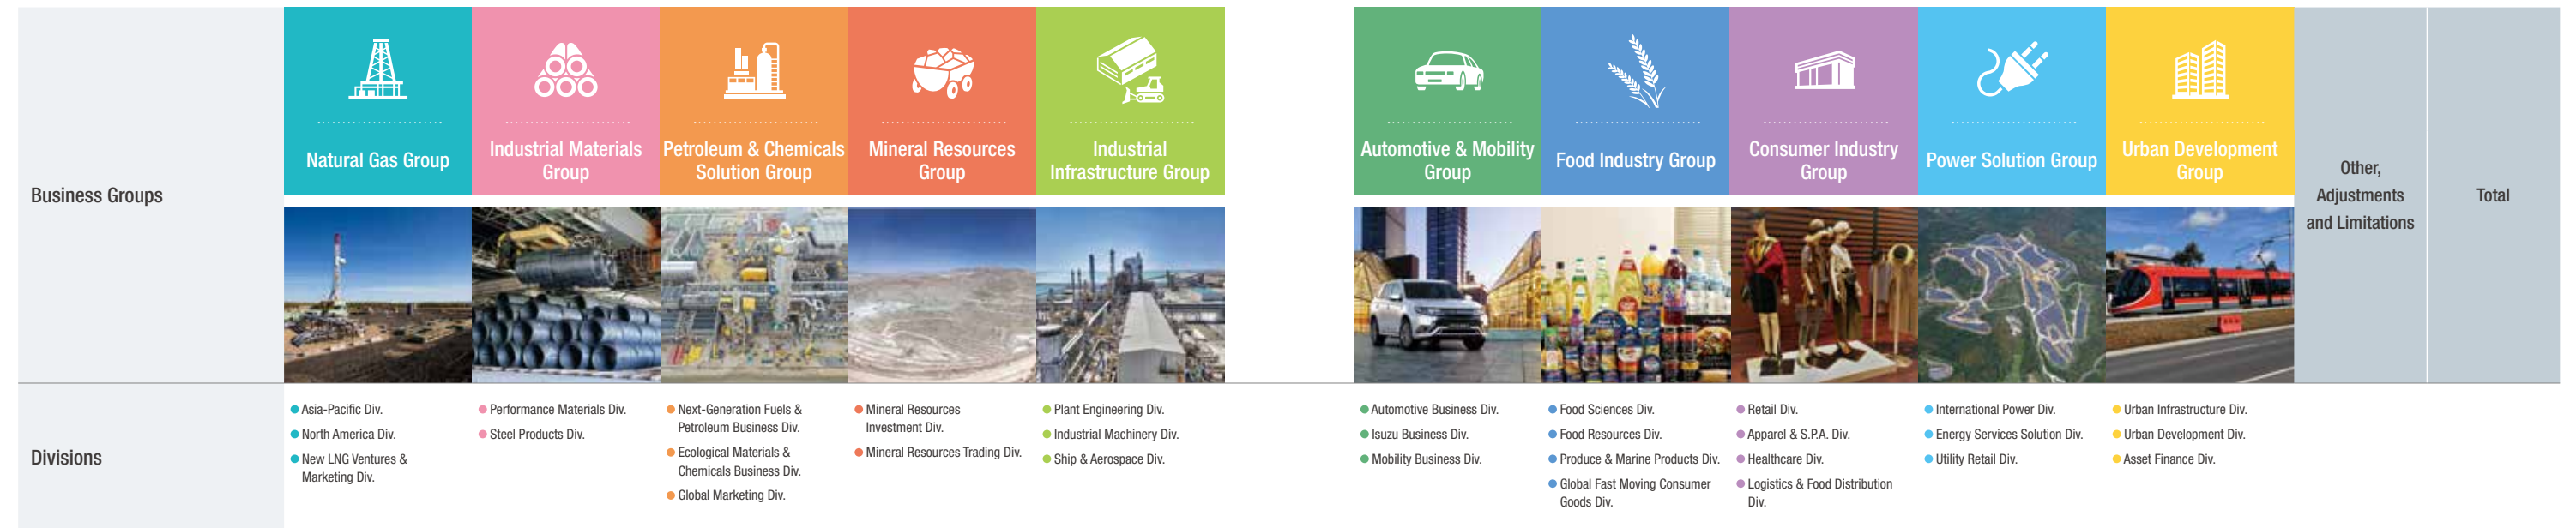 Business Groups
Natural Gas Group
Industrial Materials
Group
Petroleum & Chemicals
Solution Group
Mineral Resources
Group
Industrial
Infrastructure Group
Automotive & Mobility
Group
Food Industry Group
Consumer Industry
Group
Power Solution Group
Urban Development
Group
Other,
Adjustments
and Limitations
Total
Divisions
Asia-Pacific Div.
North America Div.
New LNG Ventures &
Marketing Div.
Performance Materials Div.
Steel Products Div.
Next-Generation Fuels &
Petroleum Business Div.
Ecological Materials &
Chemicals Business Div.
Global Marketing Div.
Mineral Resources
Investment Div.
Mineral Resources Trading Div.
Plant Engineering Div.
Industrial Machinery Div.
Ship & Aerospace Div.
Automotive Business Div.
Isuzu Business Div.
Mobility Business Div.
Food Sciences Div.
Food Resources Div.
Produce & Marine Products Div.
Global Fast Moving Consumer
Goods Div.
Retail Div.
Apparel & S.P.A. Div.
Healthcare Div.
Logistics & Food Distribution
Div.
International Power Div.
Energy Services Solution Div.
Utility Retail Div.
Urban Infrastructure Div.
Urban Development Div.
Asset Finance Div.